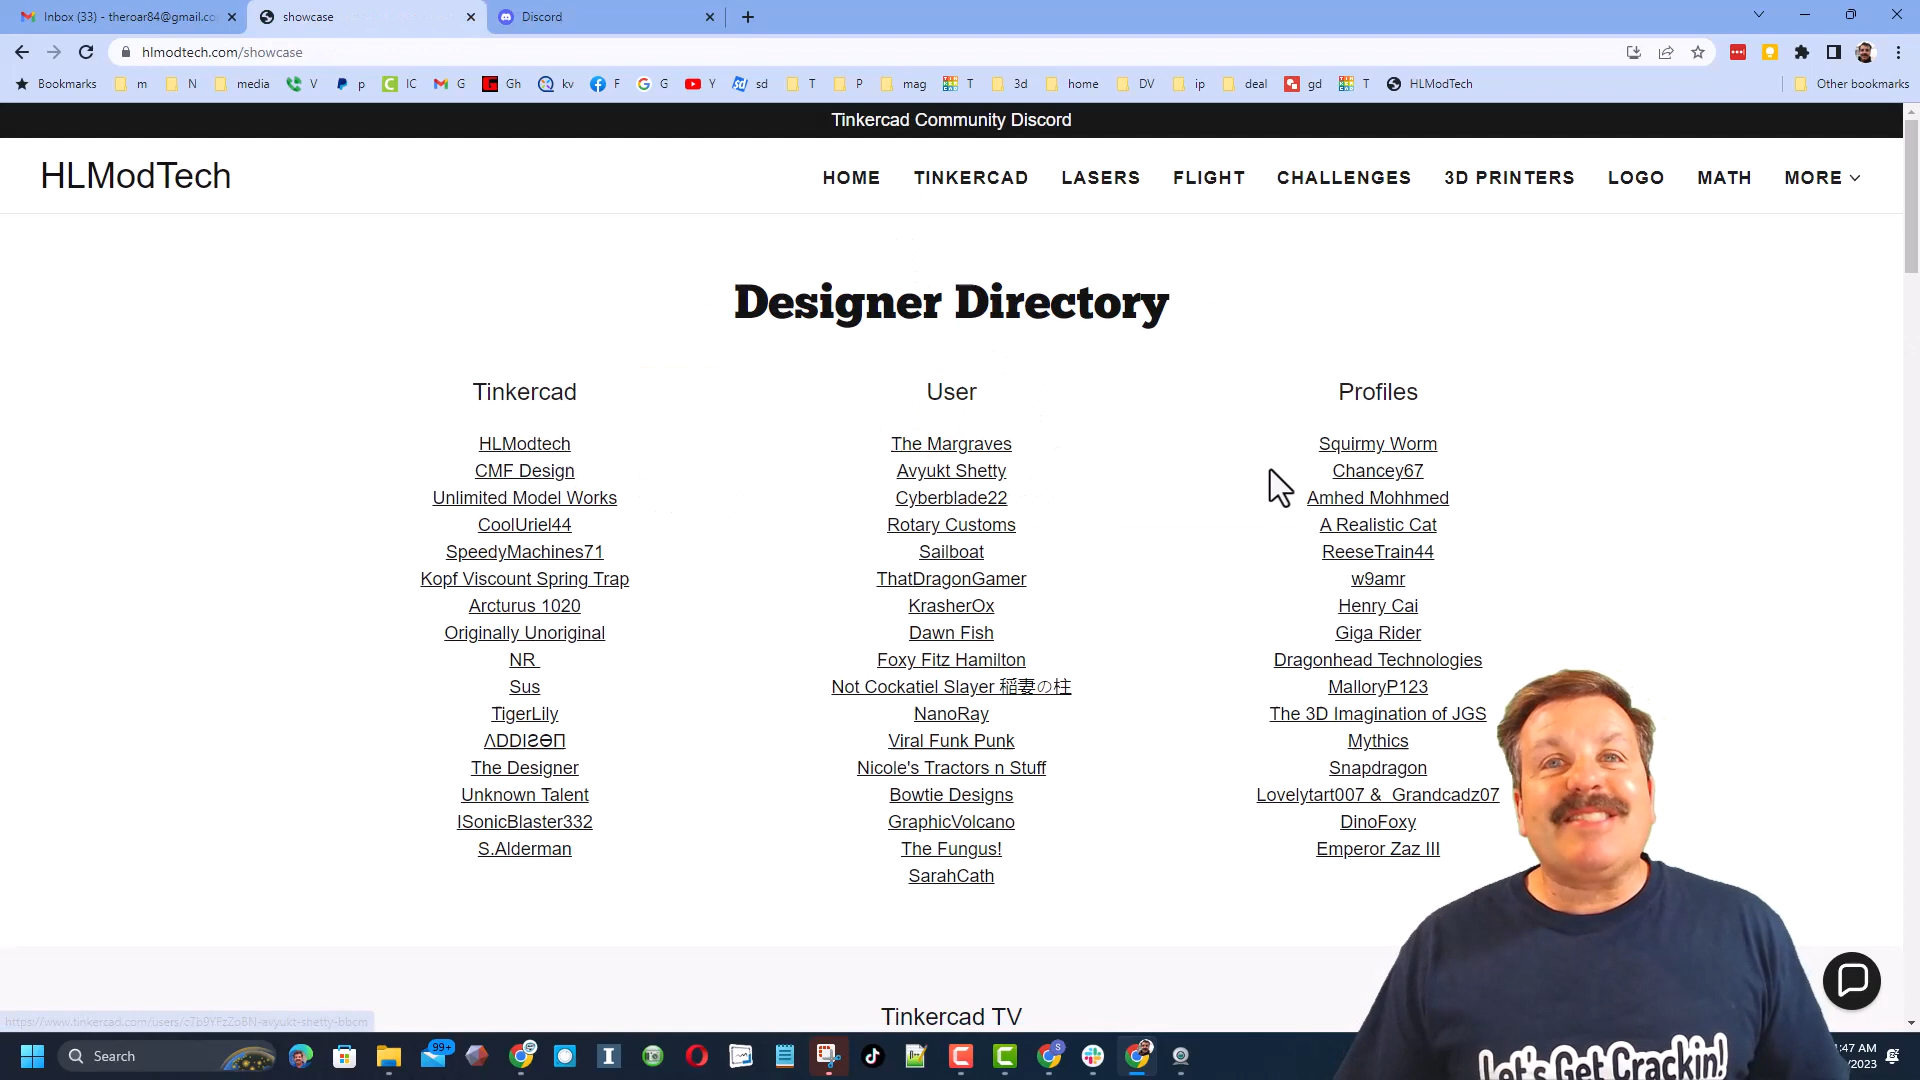 Inbox (33) - theroar84@gmail.co
showcase
Discord
hlmodtech.com/showcase
Bookmarks m N media V p IC G Gh kv F G Y sd T P mag T 3d home DV ip deal gd T HLModTech Other bookmarks
Tinkercad Community Discord
HLModTech
HOME TINKERCAD LASERS FLIGHT CHALLENGES 3D PRINTERS LOGO MATH MORE
Designer Directory
Tinkercad
HLModtech
CMF Design
Unlimited Model Works
CoolUriel44
SpeedyMachines71
Kopf Viscount Spring Trap
Arcturus 1020
Originally Unoriginal
NR
Sus
TigerLily
ΛDDIƧӨП
The Designer
Unknown Talent
ISonicBlaster332
S.Alderman
User
The Margraves
Avyukt Shetty
Cyberblade22
Rotary Customs
Sailboat
ThatDragonGamer
KrasherOx
Dawn Fish
Foxy Fitz Hamilton
Not Cockatiel Slayer 稲妻の柱
NanoRay
Viral Funk Punk
Nicole's Tractors n Stuff
Bowtie Designs
GraphicVolcano
The Fungus!
SarahCath
Profiles
Squirmy Worm
Chancey67
Amhed Mohhmed
A Realistic Cat
ReeseTrain44
w9amr
Henry Cai
Giga Rider
Dragonhead Technologies
MalloryP123
The 3D Imagination of JGS
Mythics
Snapdragon
Lovelytart007 & Grandcadz07
DinoFoxy
Emperor Zaz III
Tinkercad TV
Let's Get Crackin!
Search
99+
:47 AM
/2023